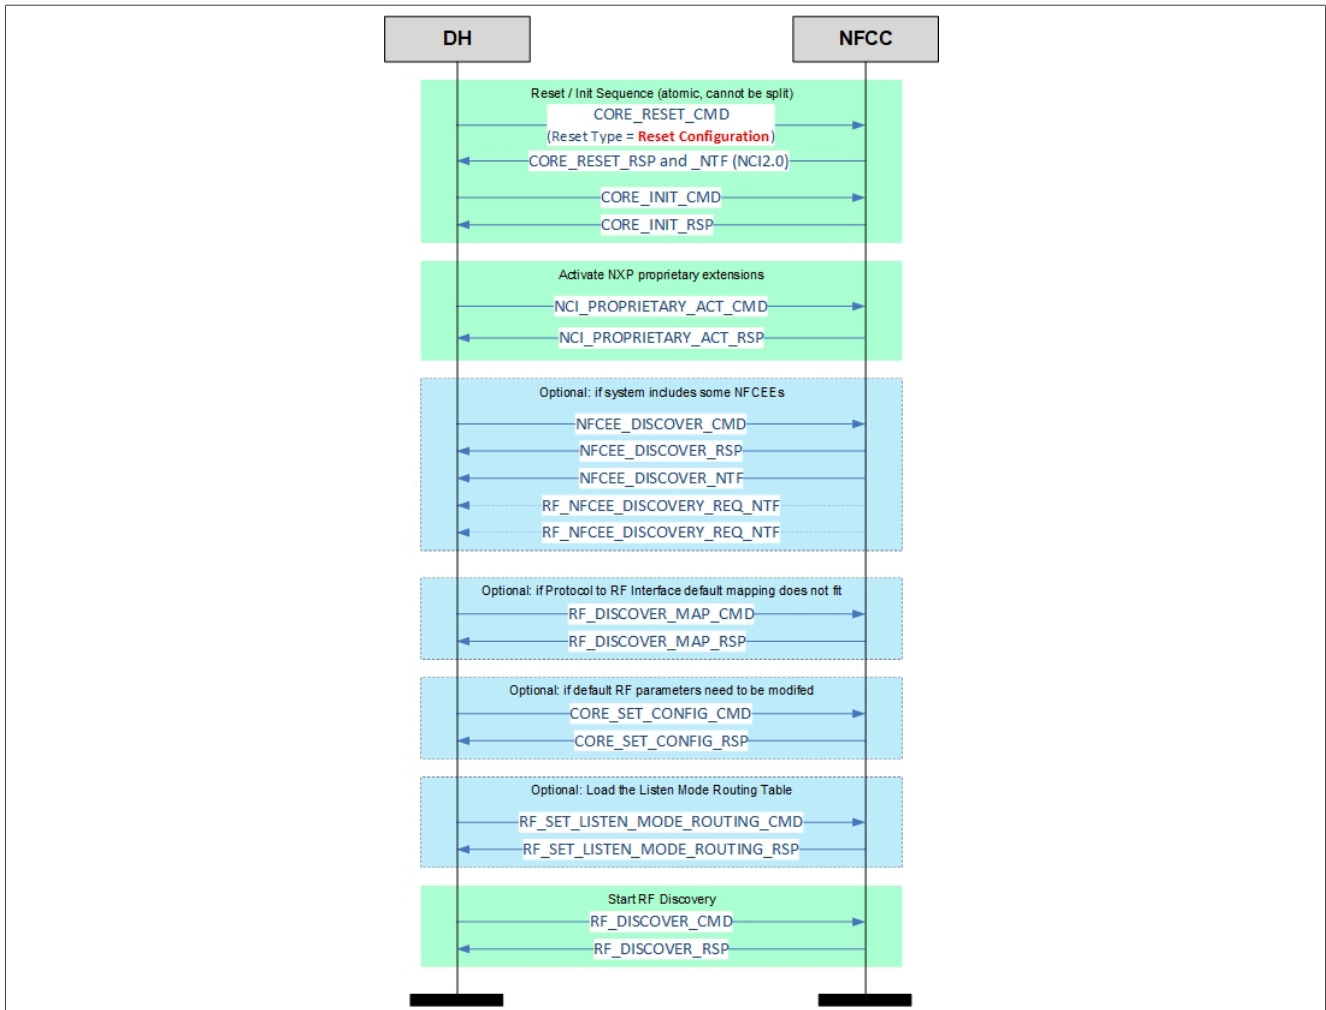 DH
NFCC
Reset / Init Sequence (atomic, cannot be split)
CORE_RESET_CMD
(Reset Type = Reset Configuration)
CORE_RESET_RSP and _NTF (NCI2.0)
CORE_INIT_CMD
CORE_INIT_RSP
Activate NXP proprietary extensions
NCI_PROPRIETARY_ACT_CMD
NCI_PROPRIETARY_ACT_RSP
Optional: if system includes some NFCEEs
NFCEE_DISCOVER_CMD
NFCEE_DISCOVER_RSP
NFCEE_DISCOVER_NTF
RF_NFCEE_DISCOVERY_REQ_NTF
RF_NFCEE_DISCOVERY_REQ_NTF
Optional: if Protocol to RF Interface default mapping does not fit
RF_DISCOVER_MAP_CMD
RF_DISCOVER_MAP_RSP
Optional: if default RF parameters need to be modifed
CORE_SET_CONFIG_CMD
CORE_SET_CONFIG_RSP
Optional: Load the Listen Mode Routing Table
RF_SET_LISTEN_MODE_ROUTING_CMD
RF_SET_LISTEN_MODE_ROUTING_RSP
Start RF Discovery
RF_DISCOVER_CMD
RF_DISCOVER_RSP